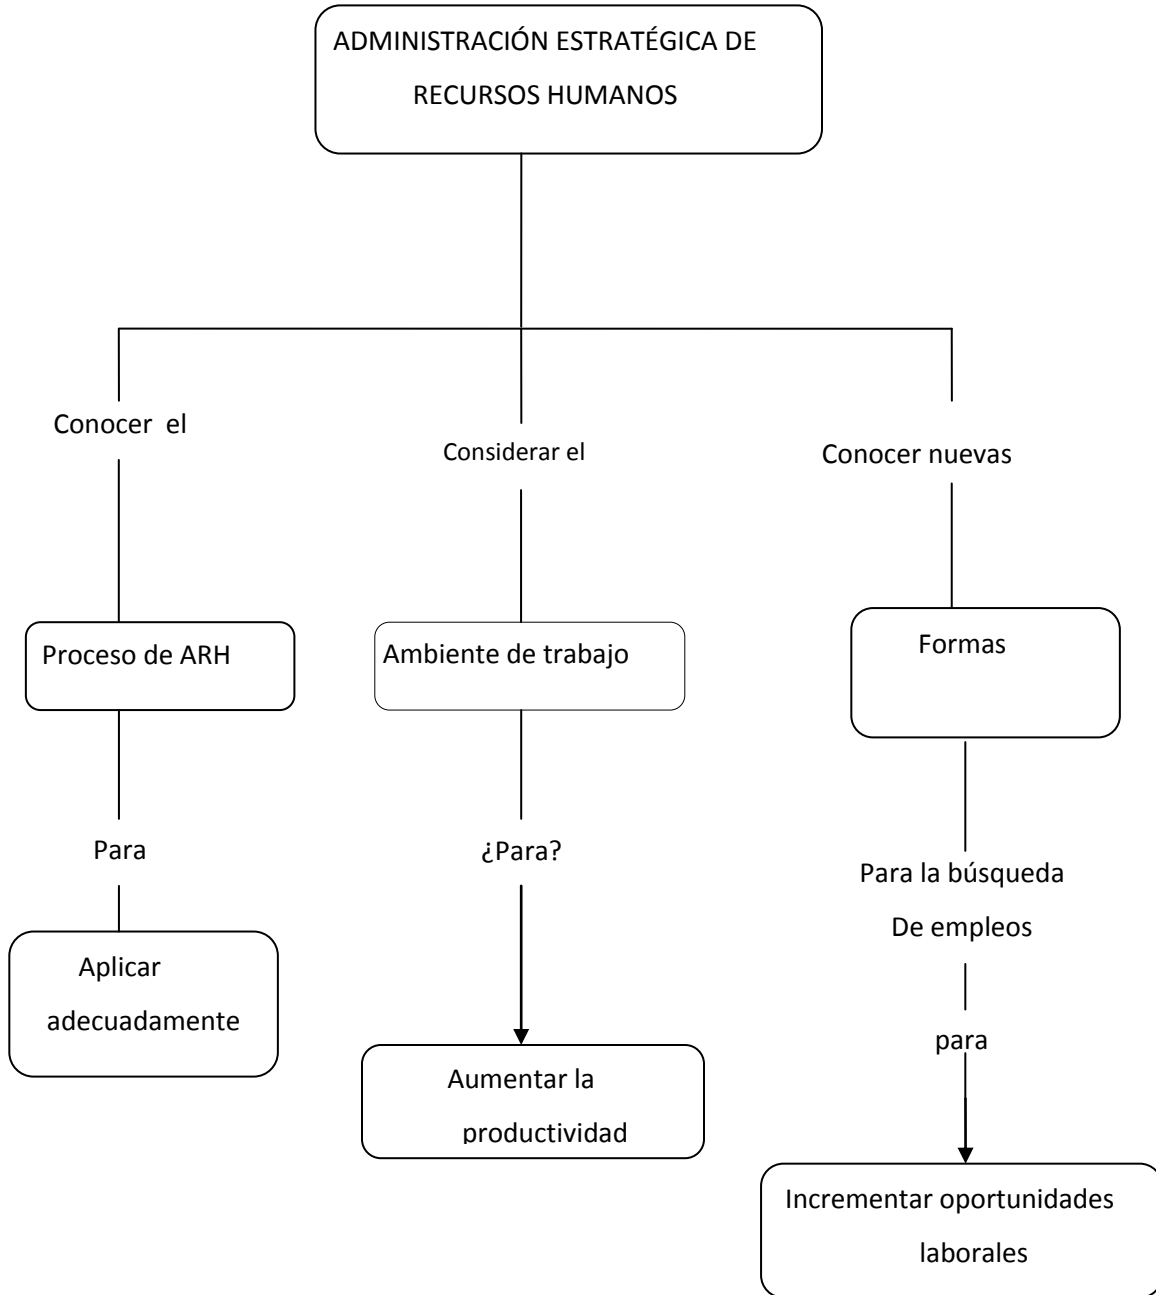 ADMINISTRACIÓN ESTRATÉGICA DE
RECURSOS HUMANOS
Conocer el
Considerar el
Conocer nuevas
Proceso de ARH
Ambiente de trabajo
Formas
Para
¿Para?
Para la búsqueda
De empleos
Aplicar
adecuadamente
para
Aumentar la
productividad
Incrementar oportunidades
laborales